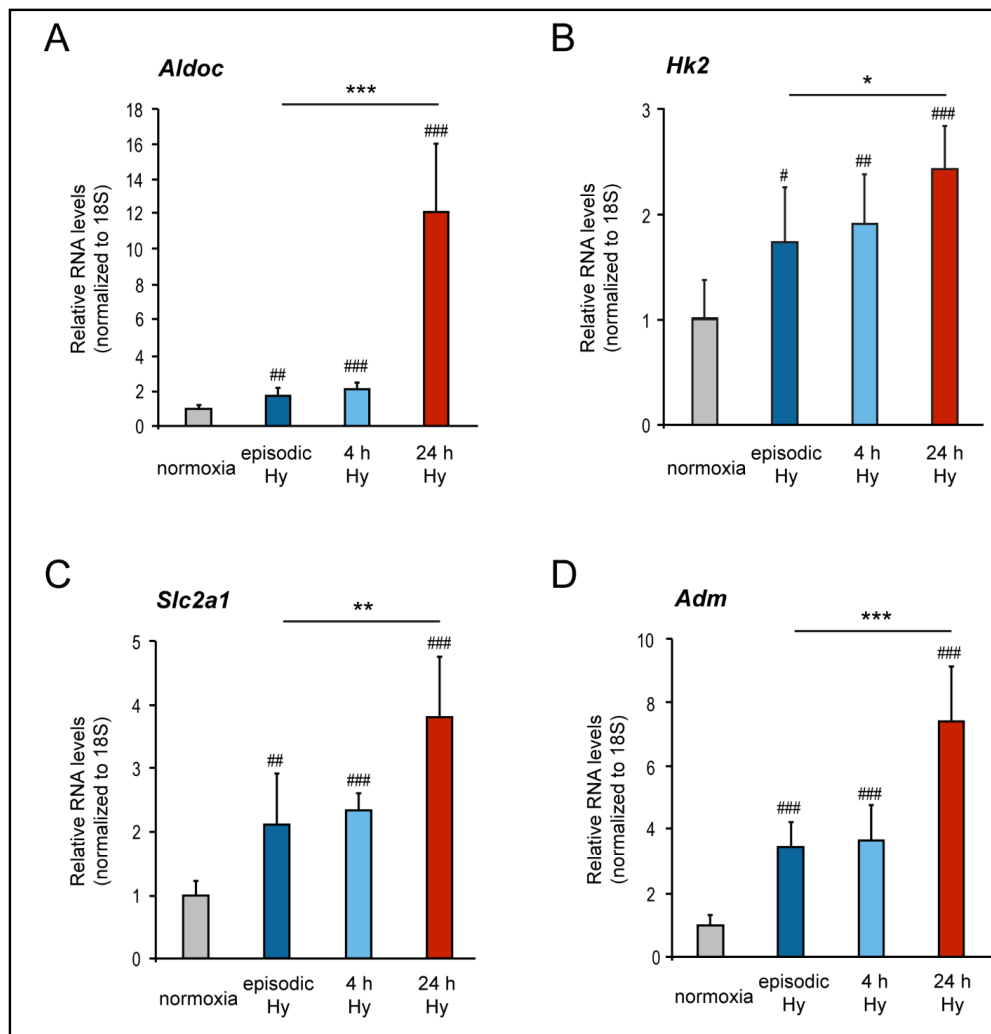 A
Aldoc
***
###
##
###
Relative RNA levels
(normalized to 18S)
18
16
14
12
10
8
6
4
2
0
normoxia
episodic
Hy
4 h
Hy
24 h
Hy
B
Hk2
*
###
##
#
Relative RNA levels
(normalized to 18S)
3
2
1
0
normoxia
episodic
Hy
4 h
Hy
24 h
Hy
C
Slc2a1
**
###
##
###
Relative RNA levels
(normalized to 18S)
5
4
3
2
1
0
normoxia
episodic
Hy
4 h
Hy
24 h
Hy
D
Adm
***
###
###
###
Relative RNA levels
(normalized to 18S)
10
8
6
4
2
0
normoxia
episodic
Hy
4 h
Hy
24 h
Hy